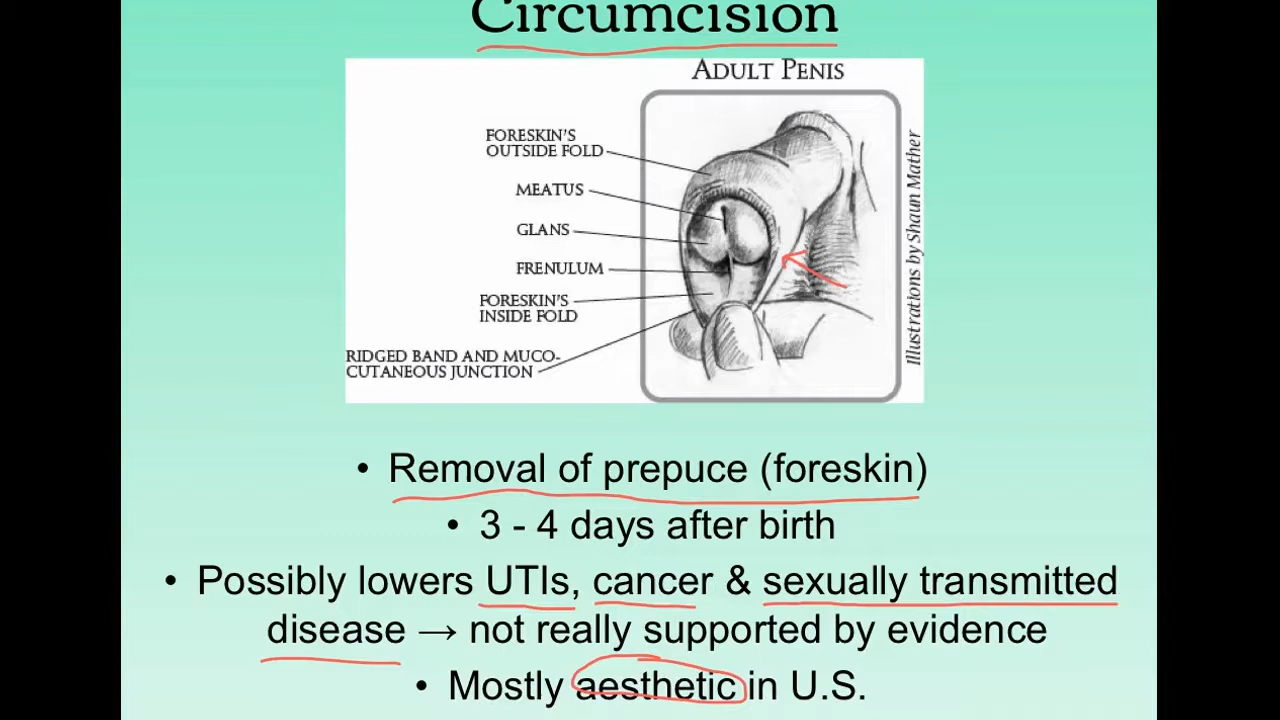 Circumcision
ADULT PENIS
FORESKIN'S
OUTSIDE FOLD
MEATUS
GLANS
FRENULUM
FORESKIN'S
INSIDE FOLD
RIDGED BAND AND MUCO-
CUTANEOUS JUNCTION
Illustrations by Shaun Mather
• Removal of prepuce (foreskin)
• 3 - 4 days after birth
• Possibly lowers UTIs, cancer & sexually transmitted
disease → not really supported by evidence
• Mostly aesthetic in U.S.